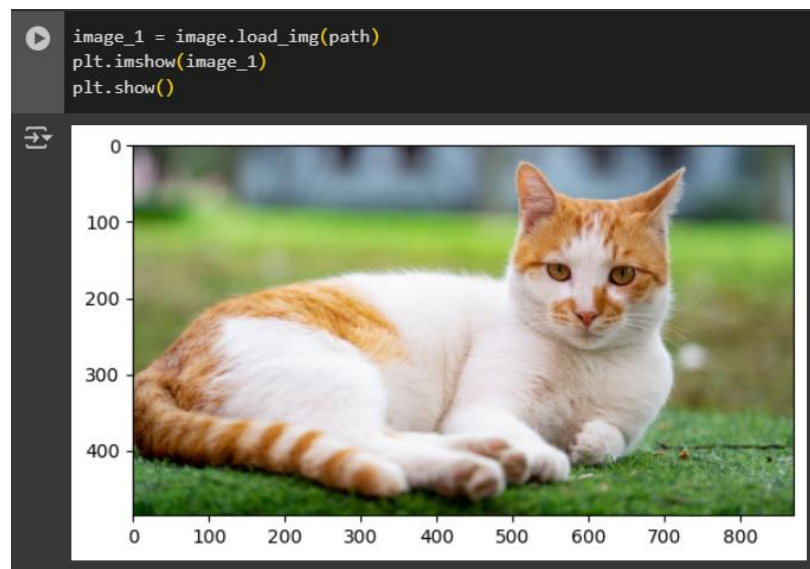 image_1 = image.load_img(path)
plt.imshow(image_1)
plt.show()
0
100
200
300
400
0 100 200 300 400 500 600 700 800